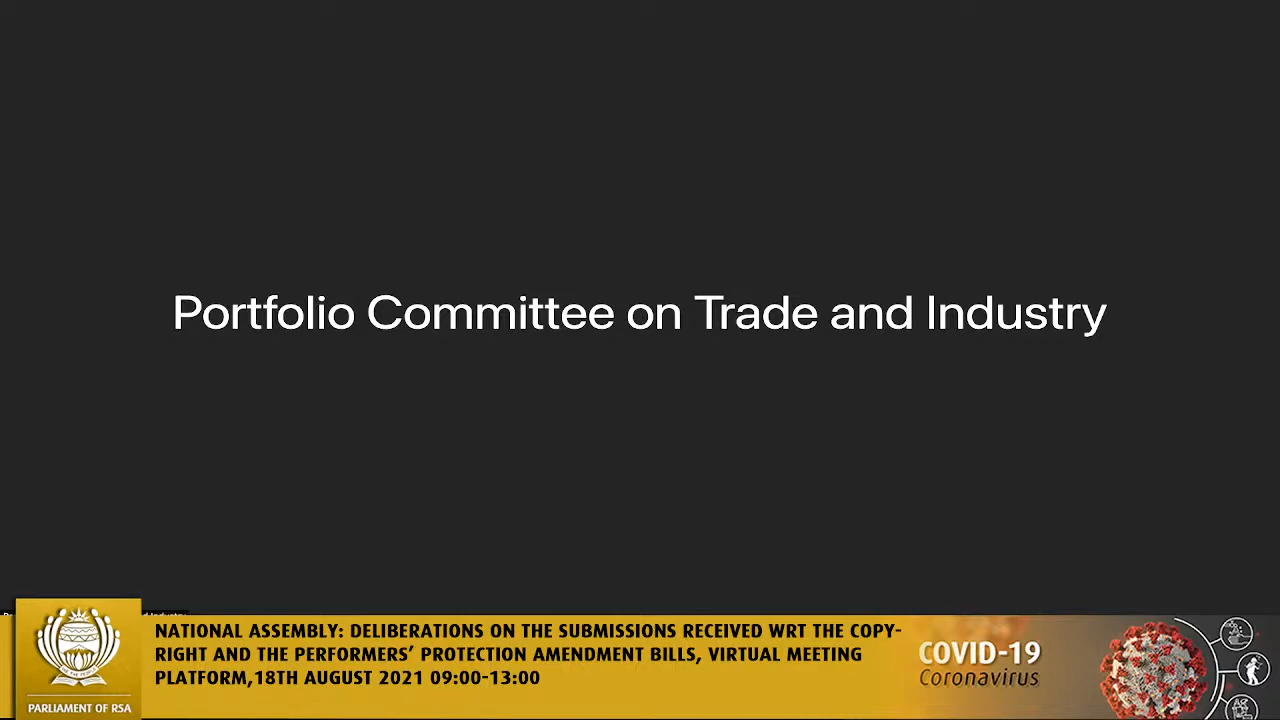 Portfolio Committee on Trade and Industry
NATIONAL ASSEMBLY: DELIBERATIONS ON THE SUBMISSIONS RECEIVED WRT THE COPY-
RIGHT AND THE PERFORMERS’ PROTECTION AMENDMENT BILLS, VIRTUAL MEETING
PLATFORM,18TH AUGUST 2021 09:00-13:00
COVID-19
Coronavirus
PARLIAMENT OF RSA